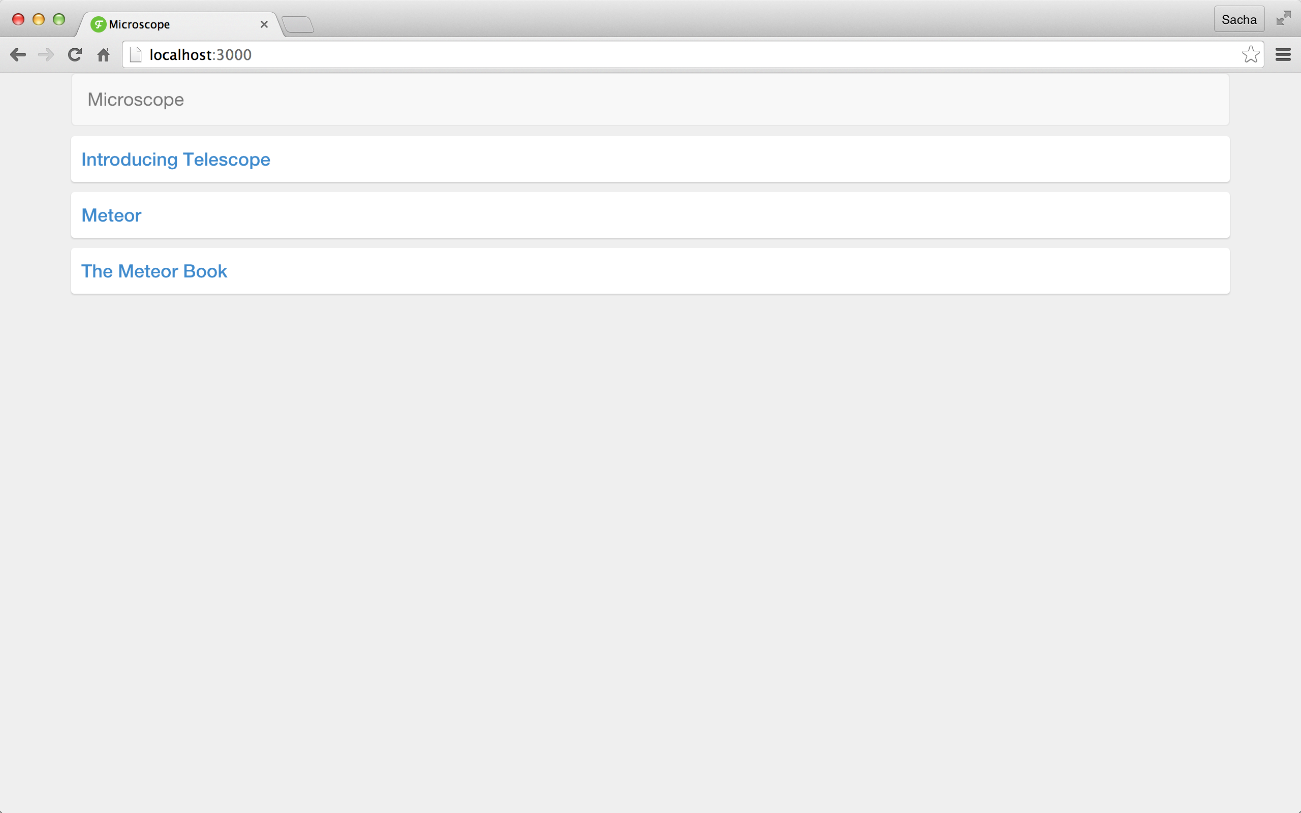 Microscope
Sacha
localhost:3000
Microscope
Introducing Telescope
Meteor
The Meteor Book